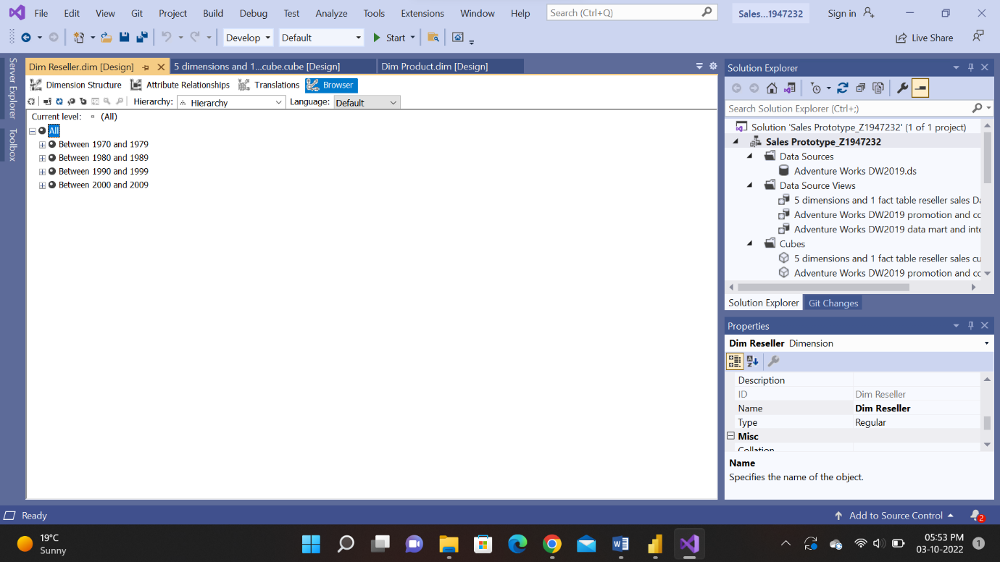 File Edit View Git Project Build Debug Test Analyze Tools Extensions Window Help Search (Ctrl+Q) Sales...1947232 Sign in
Develop Default Start Live Share
Server Explorer
Toolbox
Dim Reseller.dim [Design] 5 dimensions and 1...cube.cube [Design] Dim Product.dim [Design]
Dimension Structure Attribute Relationships Translations Browser
Hierarchy: Hierarchy Language: Default
Current level: (All)
All
Between 1970 and 1979
Between 1980 and 1989
Between 1990 and 1999
Between 2000 and 2009
Solution Explorer
Search Solution Explorer (Ctrl+;)
Solution 'Sales Prototype_Z1947232' (1 of 1 project)
Sales Prototype_Z1947232
Data Sources
Adventure Works DW2019.ds
Data Source Views
5 dimensions and 1 fact table reseller sales Da
Adventure Works DW2019 promotion and co
Adventure Works DW2019 data mart and inte
Cubes
5 dimensions and 1 fact table reseller sales cu
Adventure Works DW2019 promotion and co
Solution Explorer Git Changes
Properties
Dim Reseller Dimension
Description
ID Dim Reseller
Name Dim Reseller
Type Regular
Misc
Collation
Name
Specifies the name of the object.
Ready Add to Source Control 2
19°C
Sunny
05:53 PM
03-10-2022
1